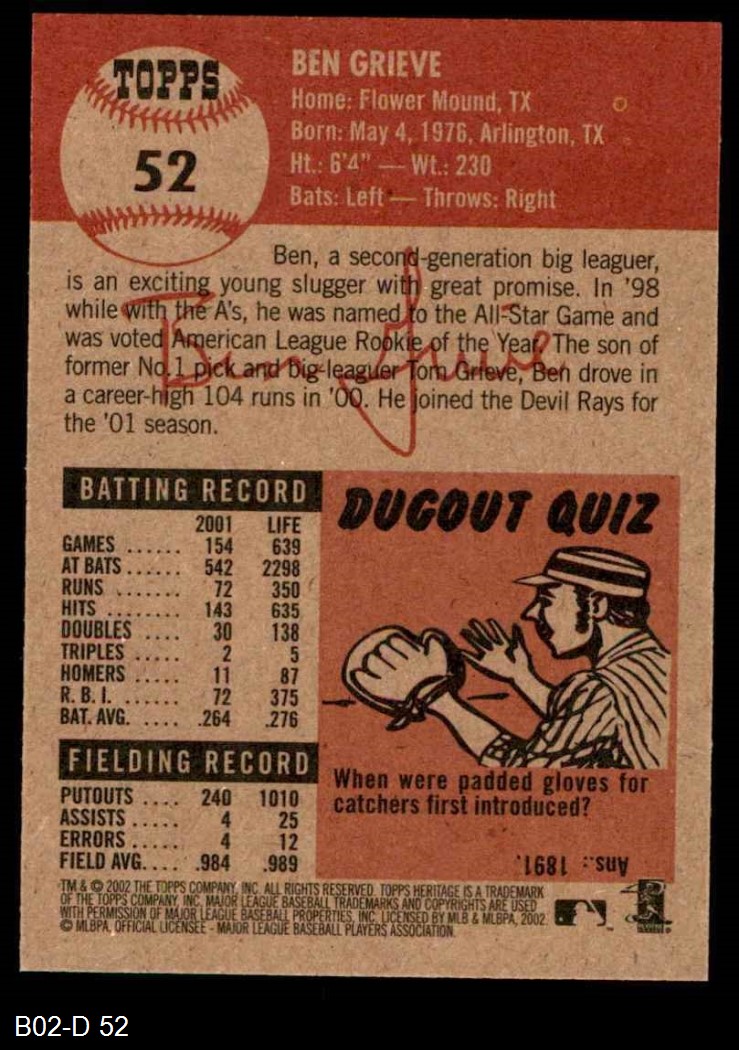 TOPPS
52
BEN GRIEVE
Home: Flower Mound, TX
Born: May 4, 1976, Arlington, TX
Ht.: 6'4" — Wt.: 230
Bats: Left — Throws: Right
Ben, a second-generation big leaguer,
is an exciting young slugger with great promise. In '98
while with the A's, he was named to the All-Star Game and
was voted American League Rookie of the Year. The son of
former No.1 pick and big-leaguer Tom Grieve, Ben drove in
a career-high 104 runs in '00. He joined the Devil Rays for
the '01 season.
Ben Grieve
BATTING RECORD
2001 LIFE
GAMES ...... 154 639
AT BATS ...... 542 2298
RUNS ....... 72 350
HITS ........ 143 635
DOUBLES .... 30 138
TRIPLES ..... 2 5
HOMERS ..... 11 87
R. B. I. ...... 72 375
BAT. AVG. ..... .264 .276
FIELDING RECORD
PUTOUTS .... 240 1010
ASSISTS ..... 4 25
ERRORS ..... 4 12
FIELD AVG.... .984 .989
DUGOUT QUIZ
When were padded gloves for
catchers first introduced?
Ans.: 1891.
TM & © 2002 THE TOPPS COMPANY, INC. ALL RIGHTS RESERVED. TOPPS HERITAGE IS A TRADEMARK
OF THE TOPPS COMPANY, INC. MAJOR LEAGUE BASEBALL TRADEMARKS AND COPYRIGHTS ARE USED
WITH PERMISSION OF MAJOR LEAGUE BASEBALL PROPERTIES, INC. LICENSED BY MLB & MLBPA, 2002.
© MLBPA, OFFICIAL LICENSEE - MAJOR LEAGUE BASEBALL PLAYERS ASSOCIATION.
B02-D 52